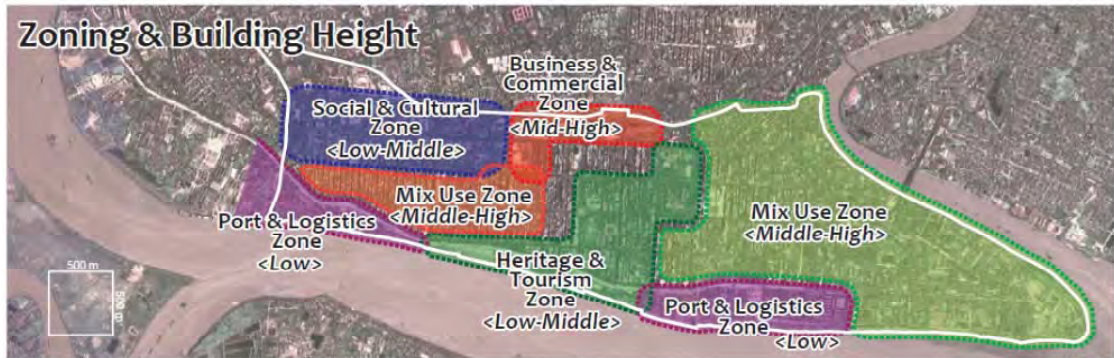 Zoning & Building Height
Business &
Commercial
Zone
<Mid-High>
Social & Cultural
Zone
<Low-Middle>
Mix Use Zone
<Middle-High>
Port & Logistics
Zone
<Low>
Mix Use Zone
<Middle-High>
Heritage &
Tourism
Zone
<Low-Middle>
Port & Logistics
Zone
<Low>
500 m
500 m